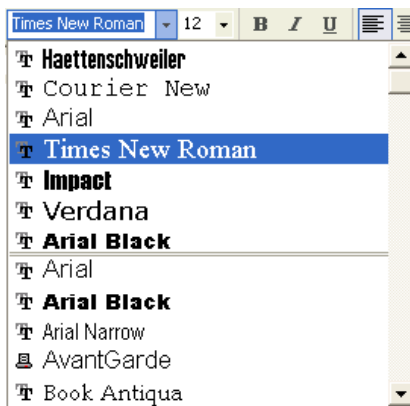 Times New Roman 12 B I U
Haettenschweiler
Courier New
Arial
Times New Roman
Impact
Verdana
Arial Black
Arial
Arial Black
Arial Narrow
AvantGarde
Book Antiqua